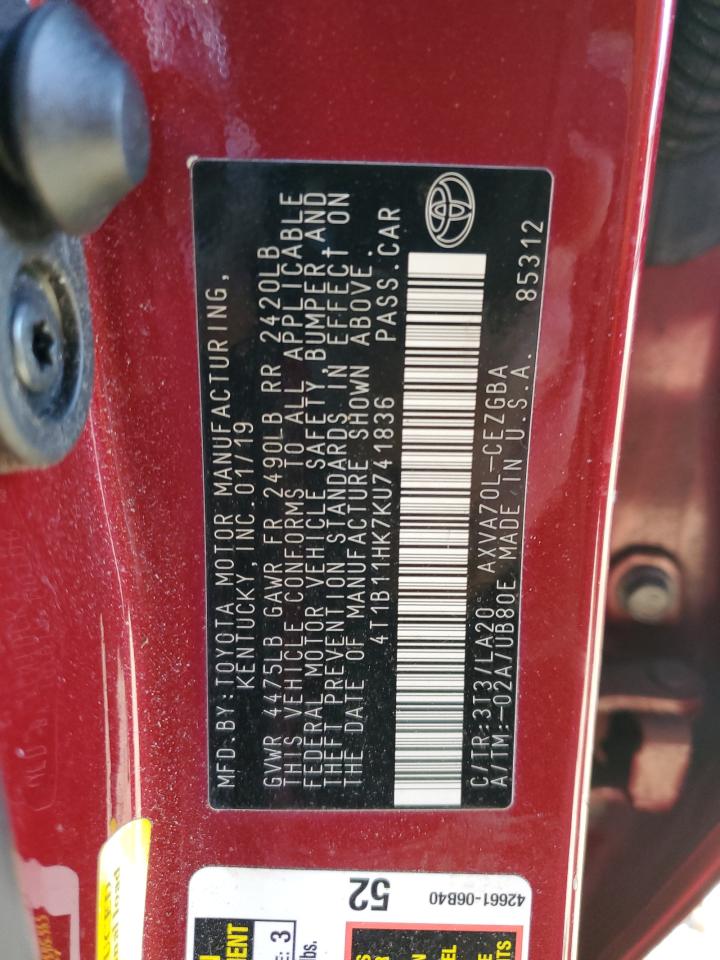 MFD.BY:TOYOTA MOTOR MANUFACTURING,
KENTUCKY, INC.01/19
GVWR 4475LB GAWR FR 2490LB RR 2420LB
THIS VEHICLE CONFORMS TO ALL APPLICABLE
FEDERAL MOTOR VEHICLE SAFETY, BUMPER, AND
THEFT PREVENTION STANDARDS IN EFFECT ON
THE DATE OF MANUFACTURE SHOWN ABOVE.
4T1B11HK7KU741836 PASS.CAR
C/TR:3T3/LA20 AXVA70L-CEZGBA
A/TM:-02A/UB80E MADE IN U.S.A. 85312
52
42661-06B40
MENT
E: 3
lbs.